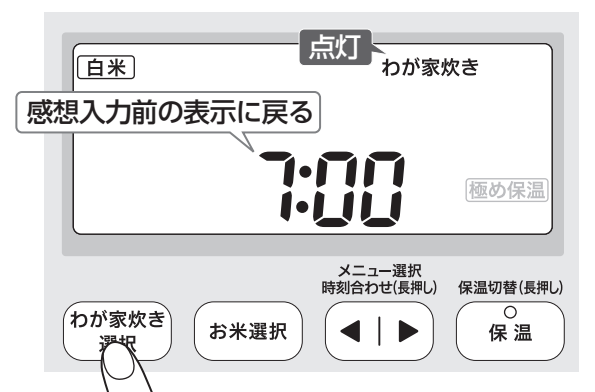 点灯
白米
わが家炊き
感想入力前の表示に戻る
7:00
極め保温
メニュー選択
時刻合わせ(長押し)
保温切替(長押し)
わが家炊き
選択
お米選択
保温